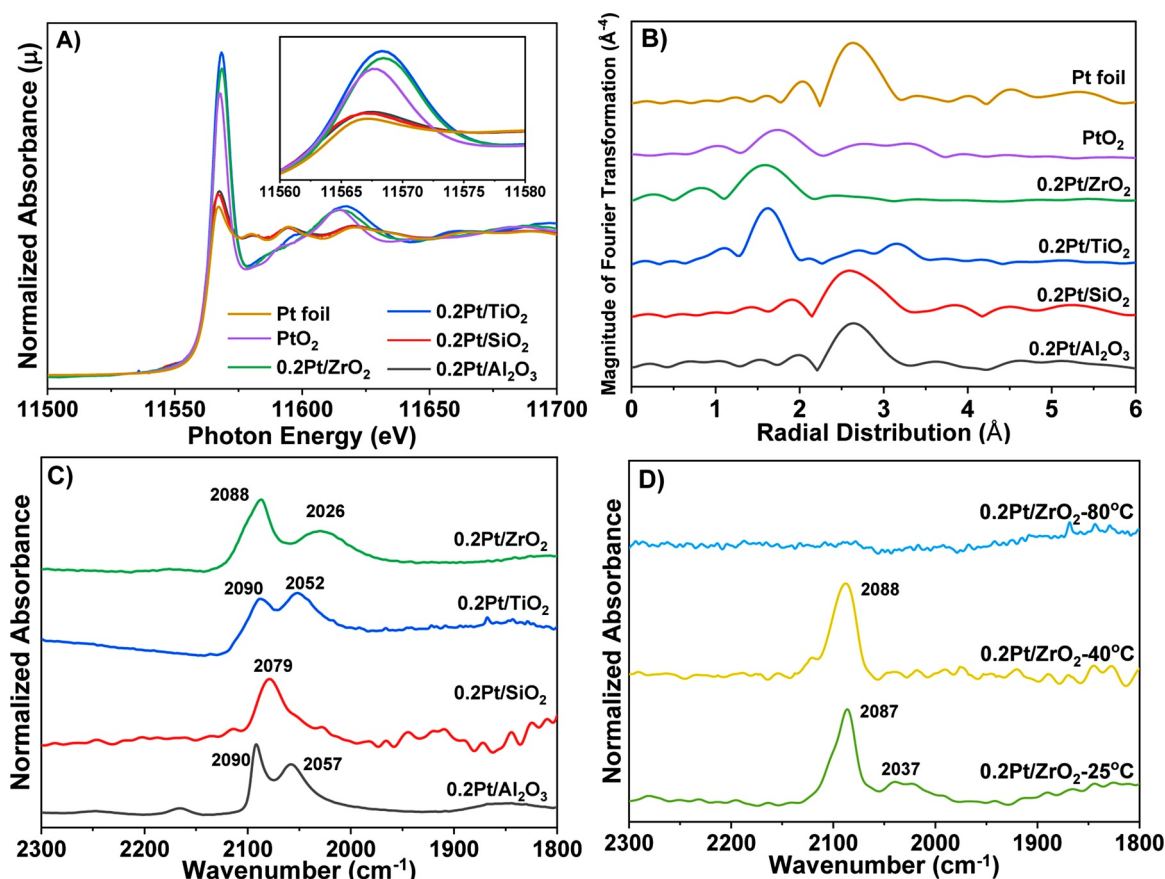 A)
Normalized Absorbance (μ)
11560 11565 11570 11575 11580
Pt foil
PtO₂
0.2Pt/ZrO₂
0.2Pt/TiO₂
0.2Pt/SiO₂
0.2Pt/Al₂O₃
11500 11550 11600 11650 11700
Photon Energy (eV)
B)
Magnitude of Fourier Transformation (Å⁻⁴)
Pt foil
PtO₂
0.2Pt/ZrO₂
0.2Pt/TiO₂
0.2Pt/SiO₂
0.2Pt/Al₂O₃
0 1 2 3 4 5 6
Radial Distribution (Å)
C)
Normalized Absorbance
2088
2026
0.2Pt/ZrO₂
2090 2052
0.2Pt/TiO₂
2079
0.2Pt/SiO₂
2090 2057
0.2Pt/Al₂O₃
2300 2200 2100 2000 1900 1800
Wavenumber (cm⁻¹)
D)
Normalized Absorbance
0.2Pt/ZrO₂-80°C
2088
0.2Pt/ZrO₂-40°C
2087
2037
0.2Pt/ZrO₂-25°C
2300 2200 2100 2000 1900 1800
Wavenumber (cm⁻¹)